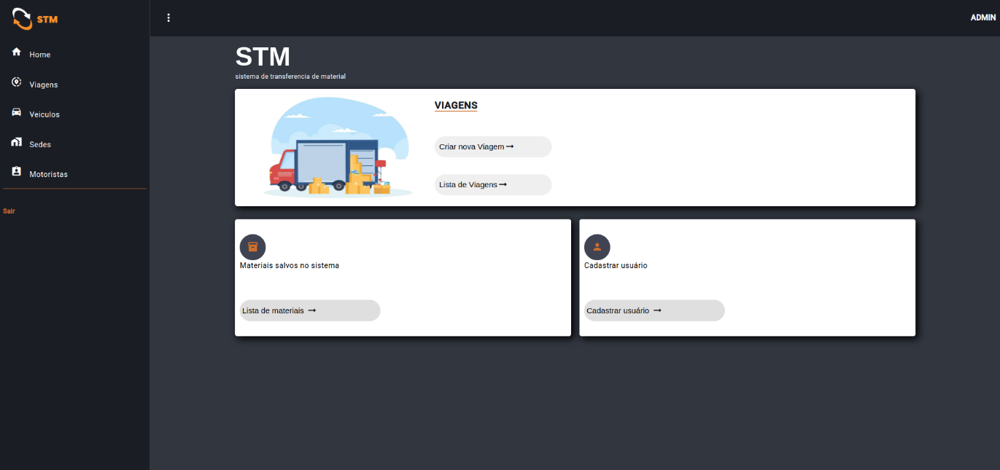 STM
ADMIN
Home
Viagens
Veiculos
Sedes
Motoristas
Sair
STM
sistema de transferencia de material
VIAGENS
Criar nova Viagem
Lista de Viagens
Materiais salvos no sistema
Lista de materiais
Cadastrar usuário
Cadastrar usuário